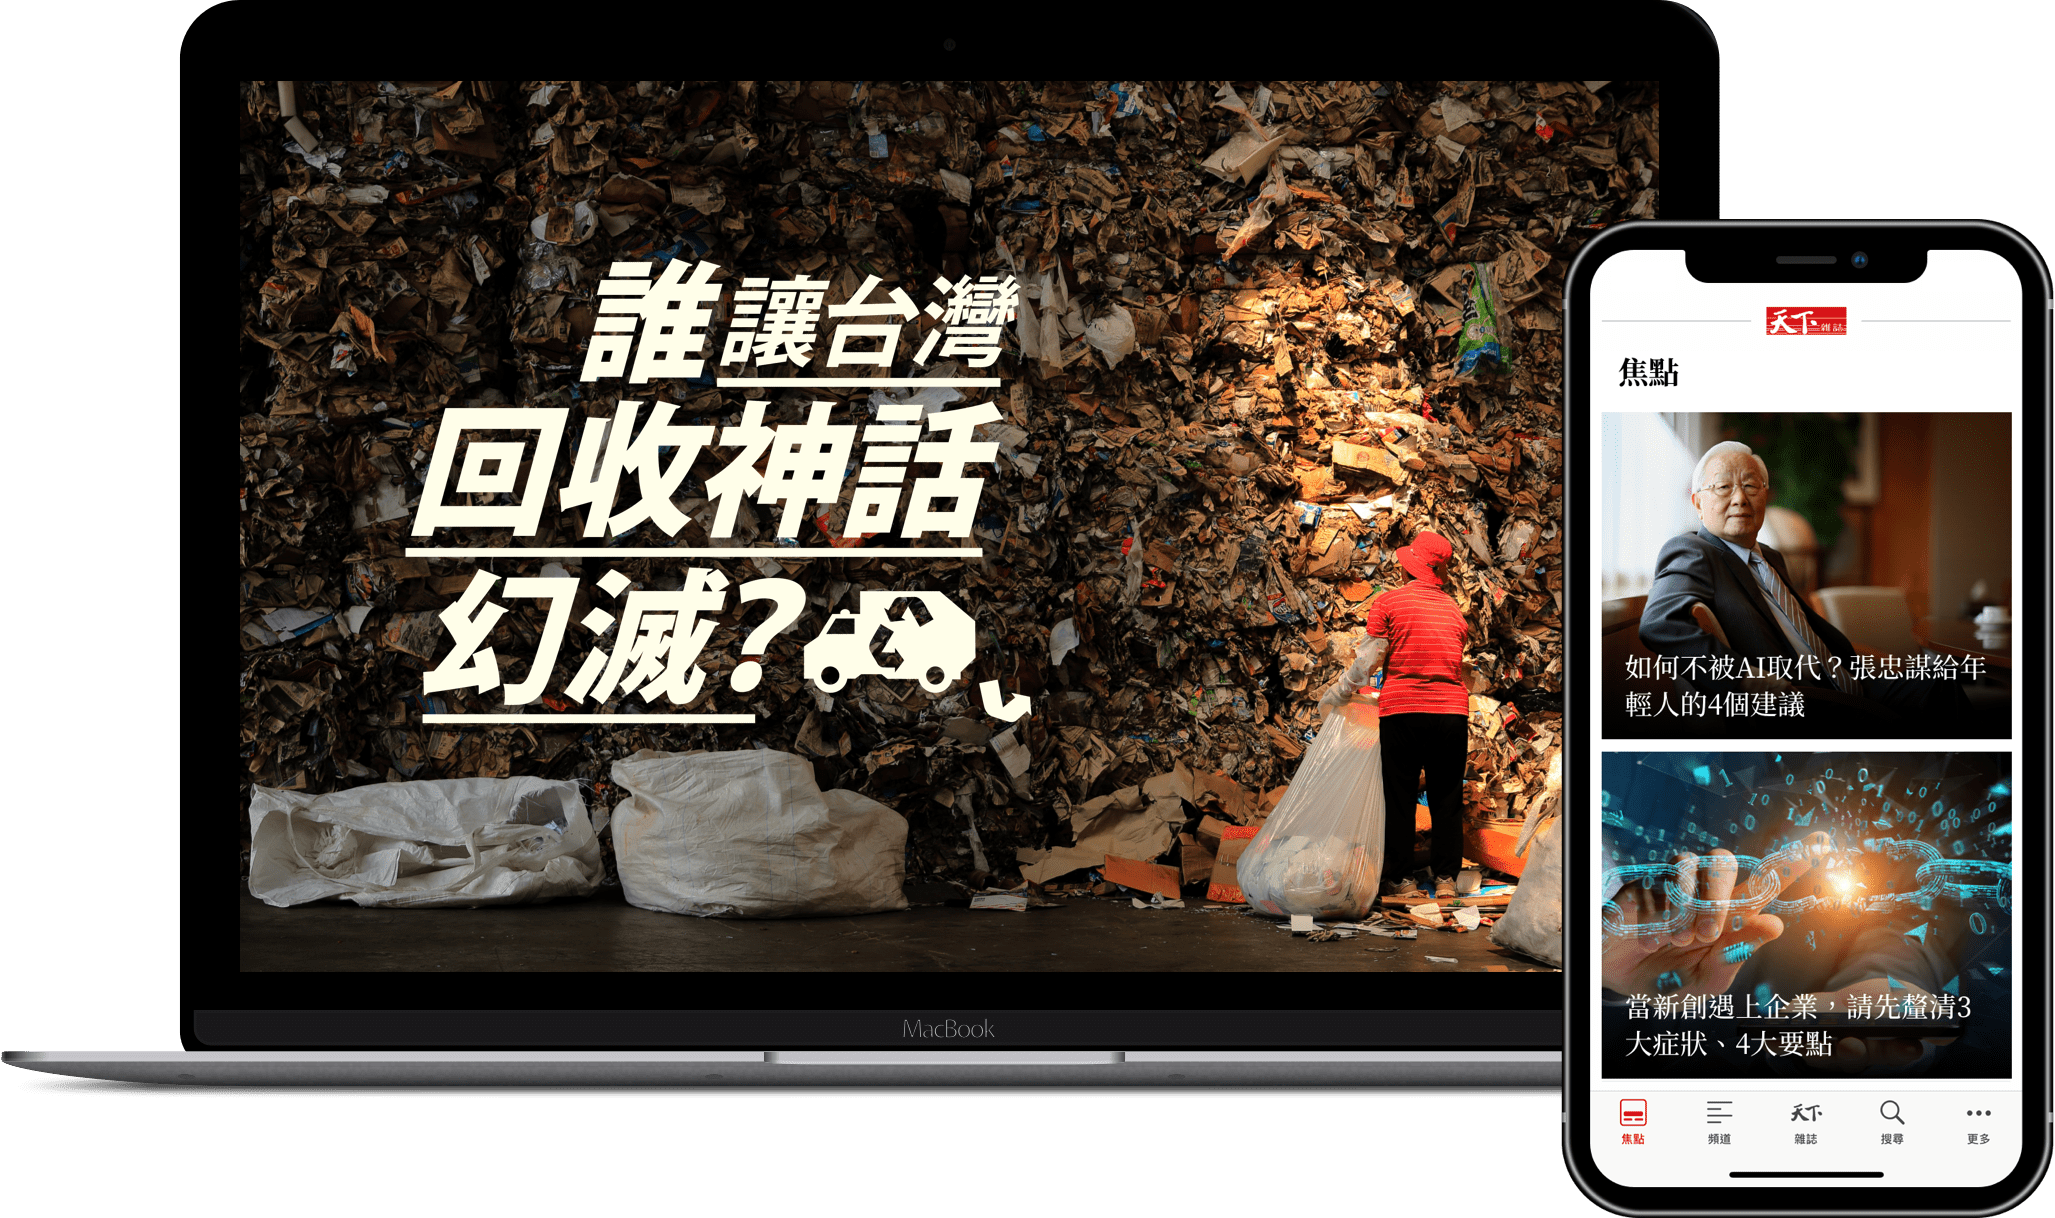 誰讓台灣
回收神話
幻滅?
MacBook
天下雜誌
焦點
如何不被AI取代？張忠謀給年
輕人的4個建議
當新創遇上企業，請先釐清3
大症狀、4大要點
焦點
頻道
天下
雜誌
搜尋
更多